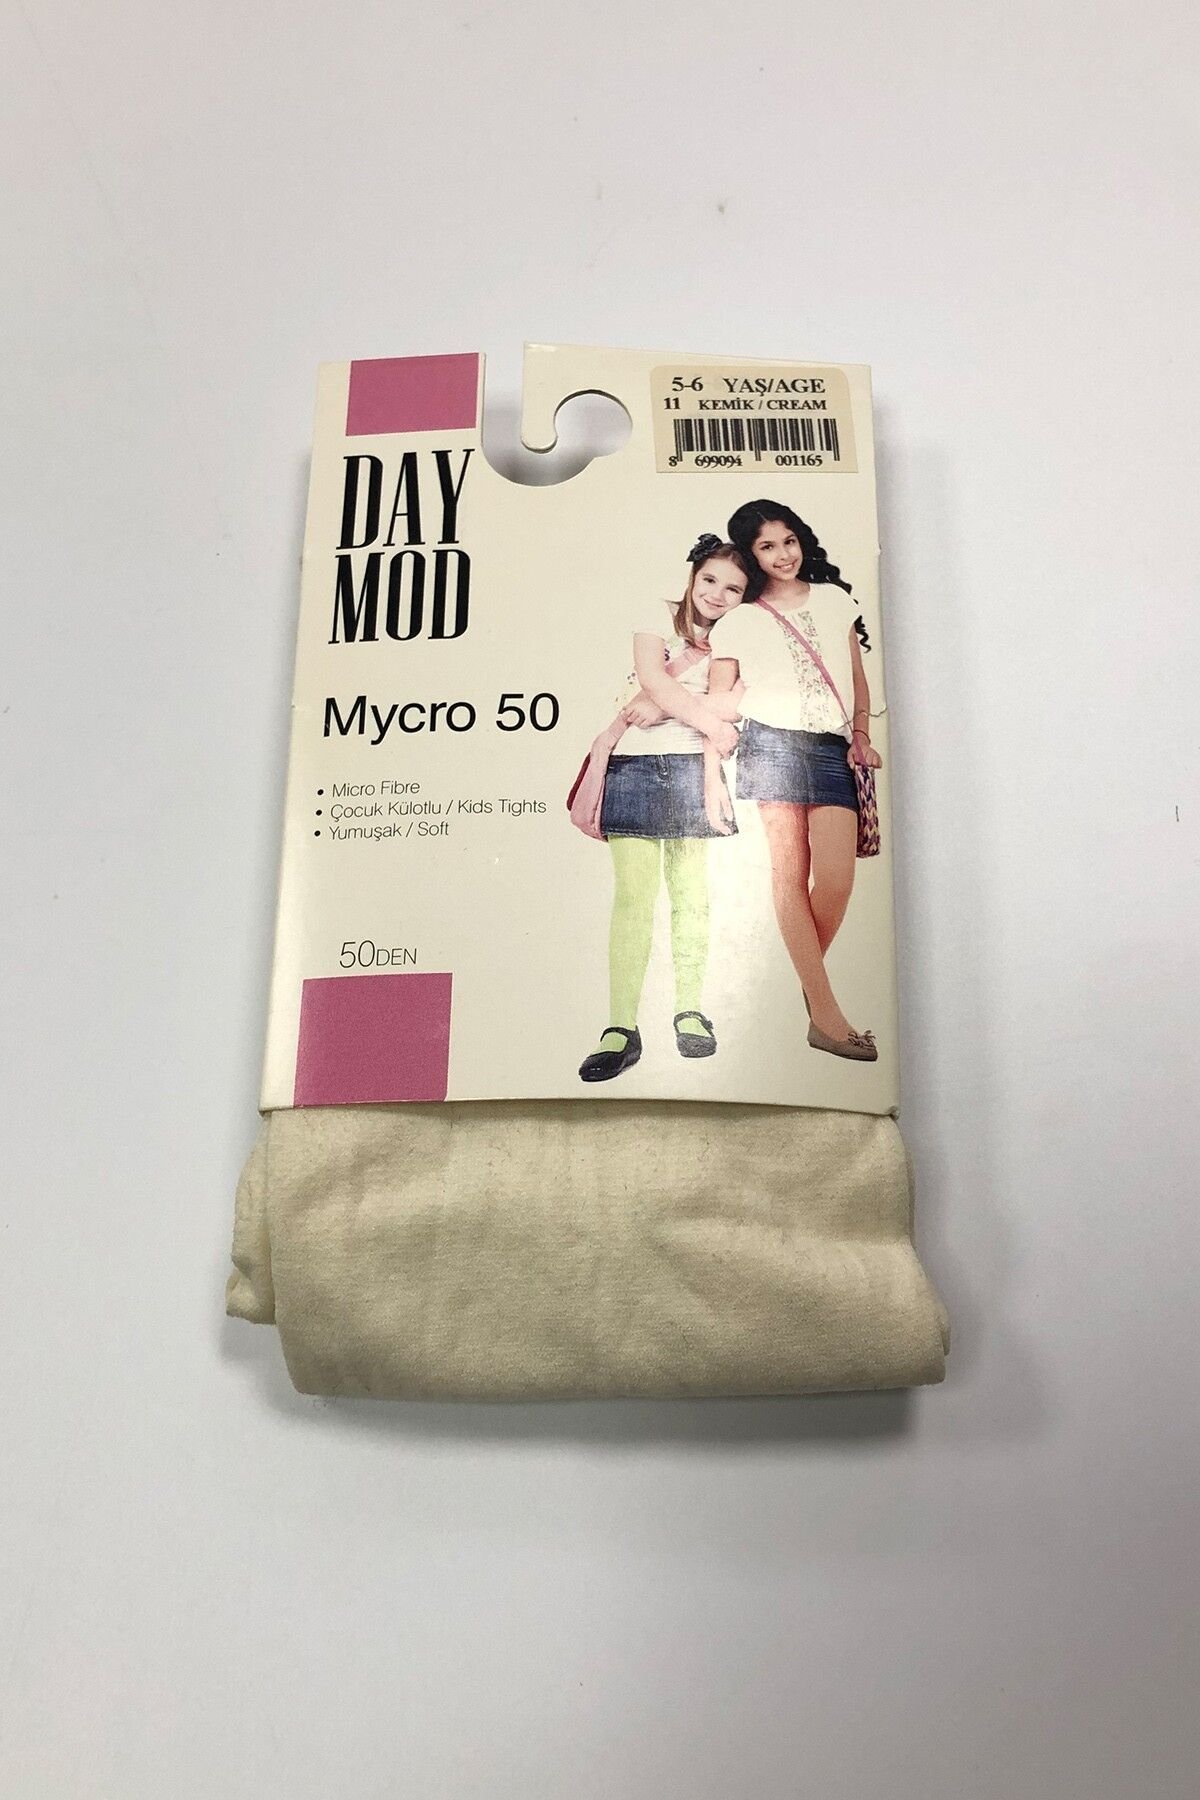 5-6 YAŞ/AGE
11 KEMİK / CREAM
8 699094 001165
DAY
MOD
Mycro 50
• Micro Fibre
• Çocuk Külotlu / Kids Tights
• Yumuşak / Soft
50DEN